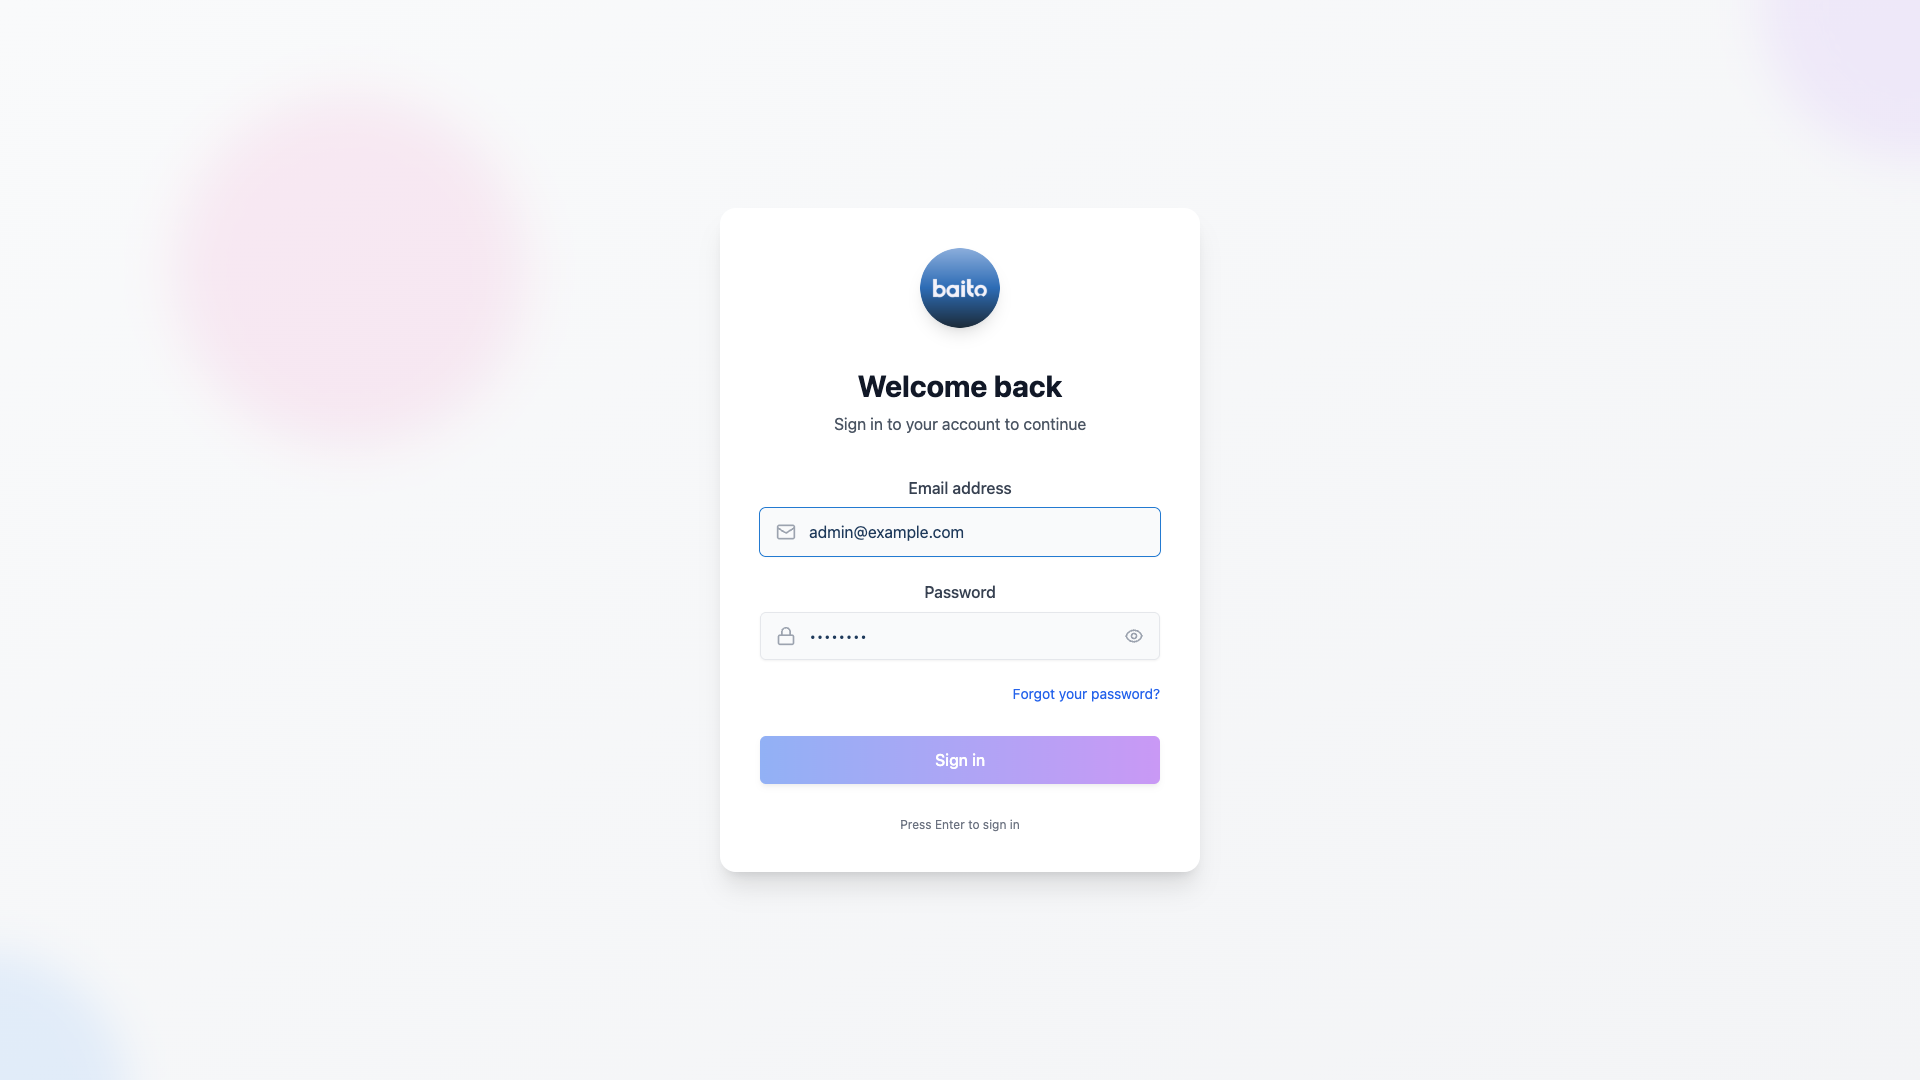 baito
Welcome back
Sign in to your account to continue
Email address
admin@example.com
Password
••••••••
Forgot your password?
Sign in
Press Enter to sign in